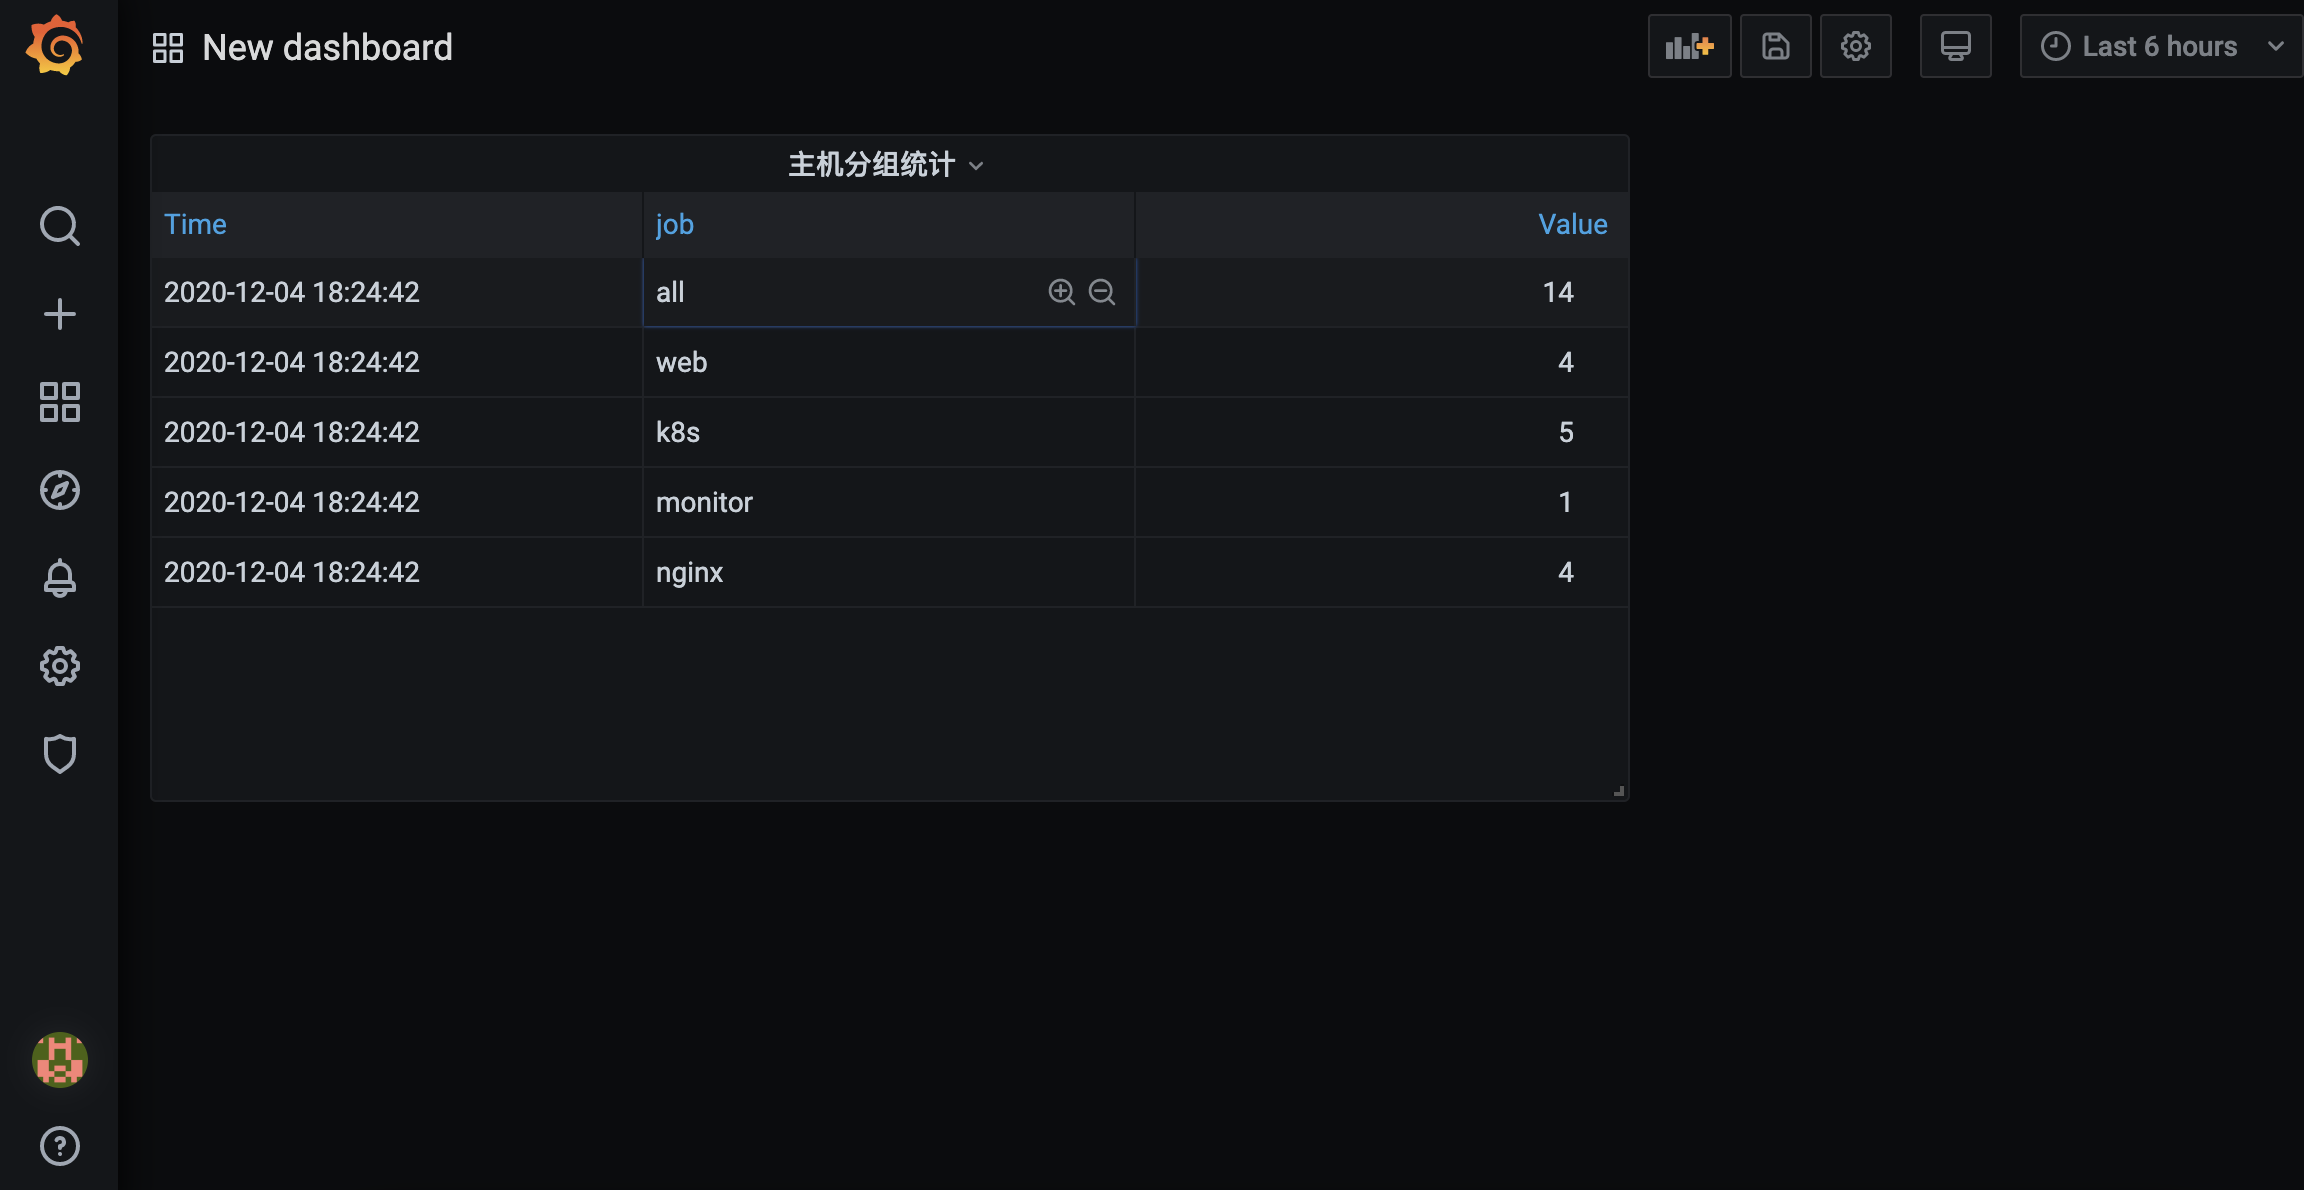 New dashboard
Last 6 hours
主机分组统计
Time job Value
2020-12-04 18:24:42 all 14
2020-12-04 18:24:42 web 4
2020-12-04 18:24:42 k8s 5
2020-12-04 18:24:42 monitor 1
2020-12-04 18:24:42 nginx 4